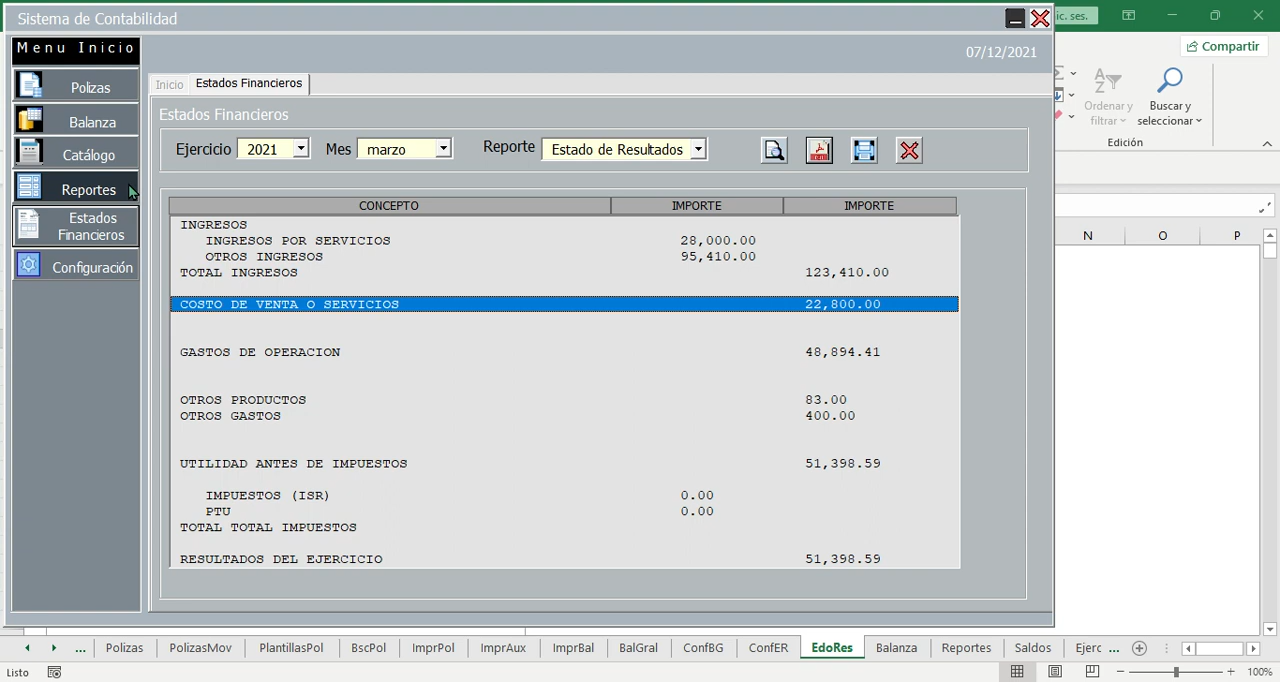 Sistema de Contabilidad
ic. ses.
Menu Inicio
Compartir
07/12/2021
Polizas
Balanza
Catálogo
Reportes
Estados
Financieros
Configuración
Inicio
Estados Financieros
Estados Financieros
Ejercicio 2021 Mes marzo Reporte Estado de Resultados
Ordenar y
filtrar
Buscar y
seleccionar
Edición
CONCEPTO IMPORTE IMPORTE
INGRESOS
INGRESOS POR SERVICIOS 28,000.00
OTROS INGRESOS 95,410.00
TOTAL INGRESOS 123,410.00
COSTO DE VENTA O SERVICIOS 22,800.00
GASTOS DE OPERACION 48,894.41
OTROS PRODUCTOS 83.00
OTROS GASTOS 400.00
UTILIDAD ANTES DE IMPUESTOS 51,398.59
IMPUESTOS (ISR) 0.00
PTU 0.00
TOTAL TOTAL IMPUESTOS
RESULTADOS DEL EJERCICIO 51,398.59
N O P
... Polizas PolizasMov PlantillasPol BscPol ImprPol ImprAux ImprBal BalGral ConfBG ConfER EdoRes Balanza Reportes Saldos Ejerc ...
Listo
100%